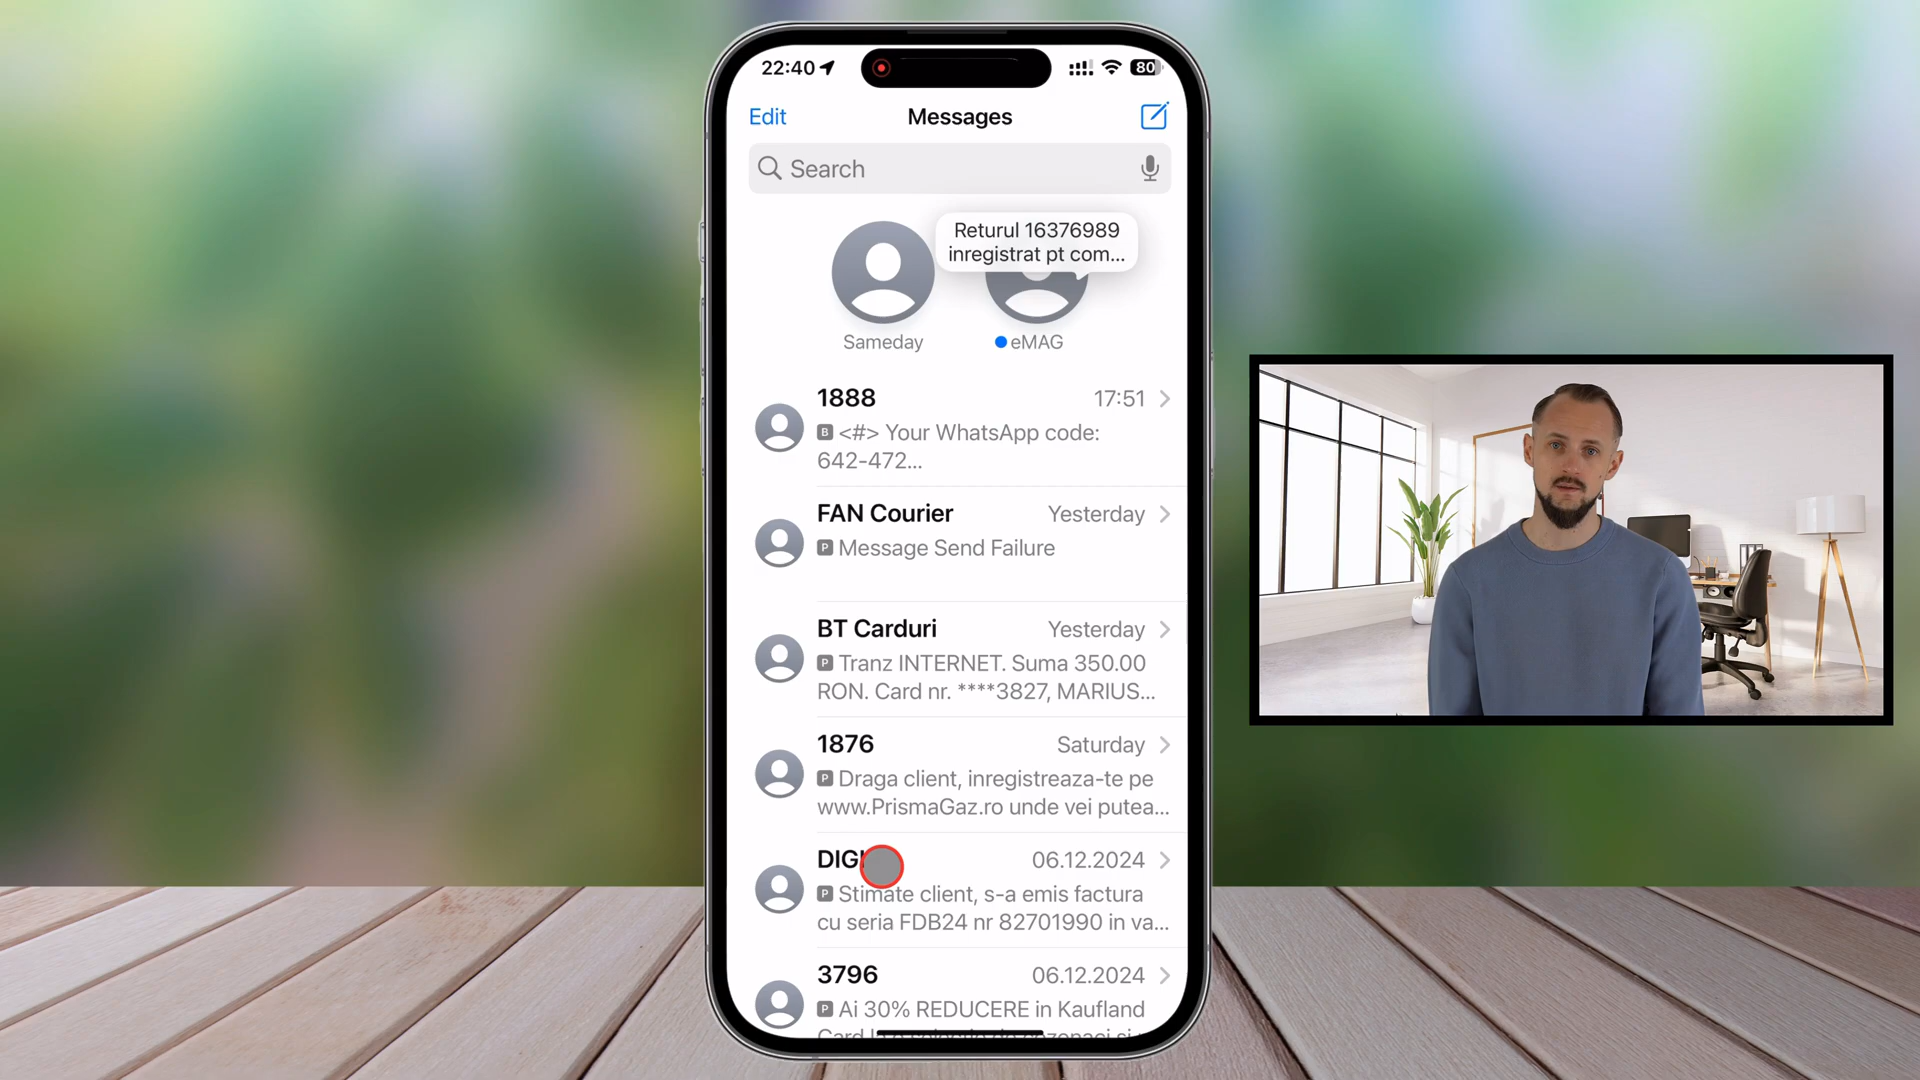 22:40
80
Edit
Messages
Search
Returul 16376989
inregistrat pt com...
Sameday
eMAG
1888
17:51
B <#> Your WhatsApp code:
642-472...
FAN Courier
Yesterday
P Message Send Failure
BT Carduri
Yesterday
P Tranz INTERNET. Suma 350.00
RON. Card nr. ****3827, MARIUS...
1876
Saturday
P Draga client, inregistreaza-te pe
www.PrismaGaz.ro unde vei putea...
06.12.2024
P Stimate client, s-a emis factura
cu seria FDB24 nr 82701990 in va...
3796
06.12.2024
P Ai 30% REDUCERE in Kaufland
Card